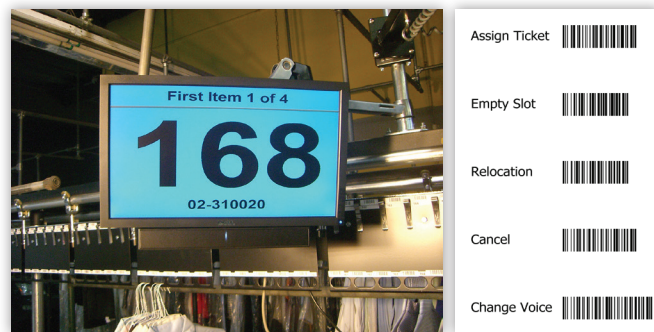 First Item 1 of 4
168
02-310020
Assign Ticket
Empty Slot
Relocation
Cancel
Change Voice